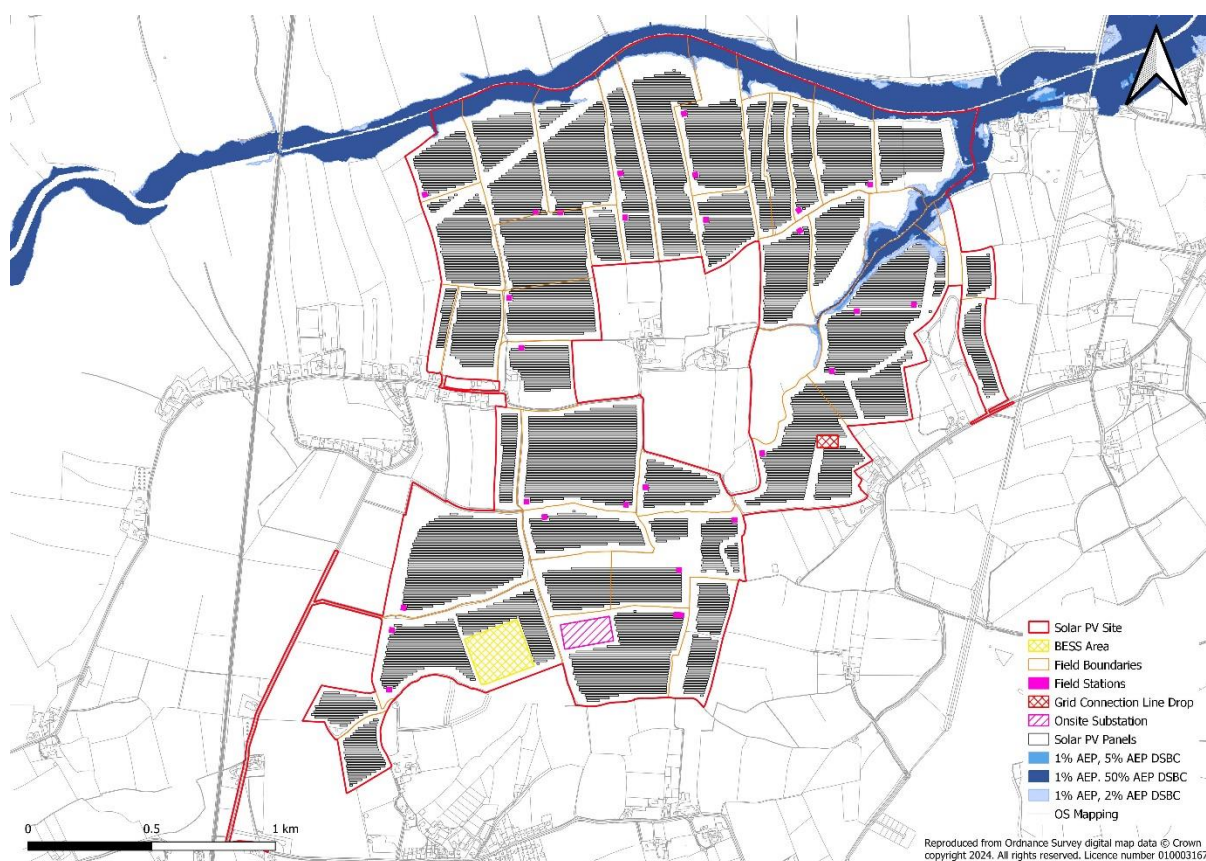 Solar PV Site
BESS Area
Field Boundaries
Field Stations
Grid Connection Line Drop
Onsite Substation
Solar PV Panels
1% AEP, 5% AEP DSBC
1% AEP. 50% AEP DSBC
1% AEP, 2% AEP DSBC
OS Mapping
0 0.5 1 km
Reproduced from Ordnance Survey digital map data © Crown
copyright 2024. All rights reserved. Licence number 010003167